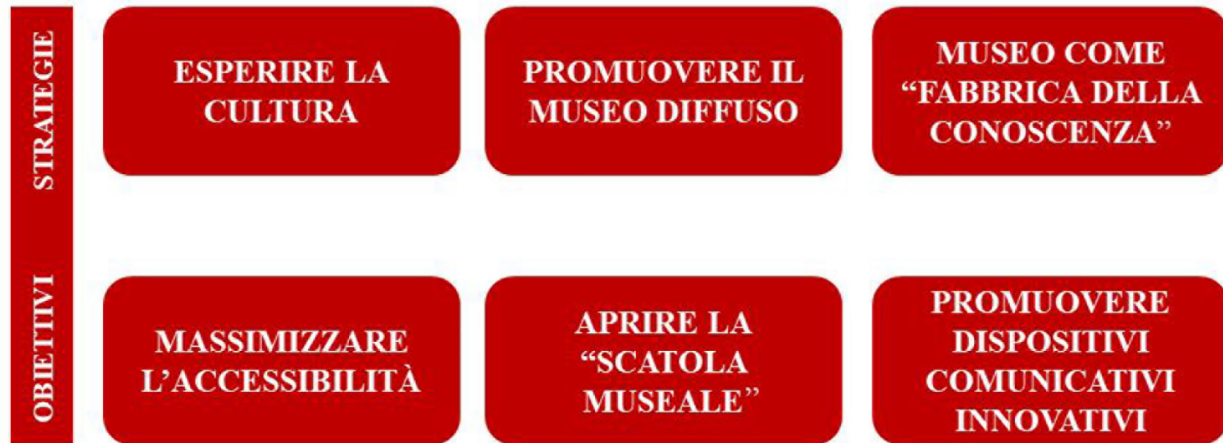 STRATEGIE
ESPERIRE LA
CULTURA
PROMUOVERE IL
MUSEO DIFFUSO
MUSEO COME
“FABBRICA DELLA
CONOSCENZA”
OBIETTIVI
MASSIMIZZARE
L’ACCESSIBILITÀ
APRIRE LA
“SCATOLA
MUSEALE”
PROMUOVERE
DISPOSITIVI
COMUNICATIVI
INNOVATIVI